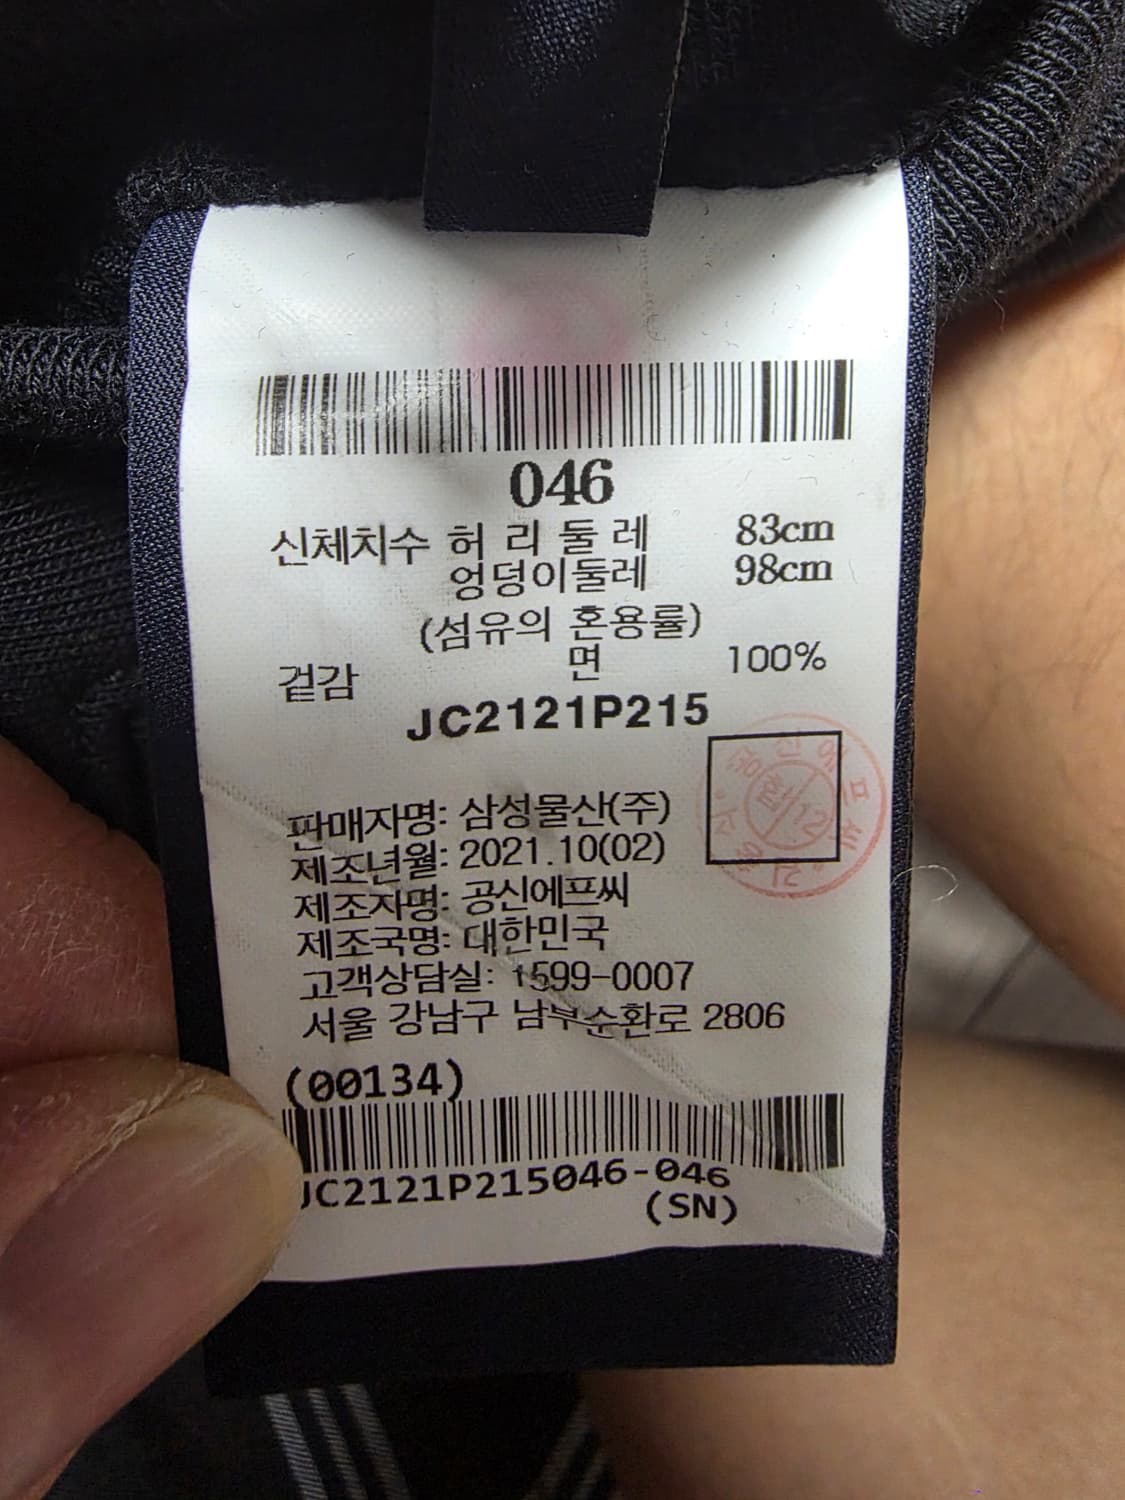 046
신체치수 허 리 둘 레 83cm
엉덩이둘레 98cm
(섬유의 혼용률)
겉감 면 100%
JC2121P215
판매자명: 삼성물산(주)
제조년월: 2021.10(02)
제조자명: 공신에프씨
제조국명: 대한민국
고객상담실: 1599-0007
서울 강남구 남부순환로 2806
(00134)
JC2121P215046-046
(SN)